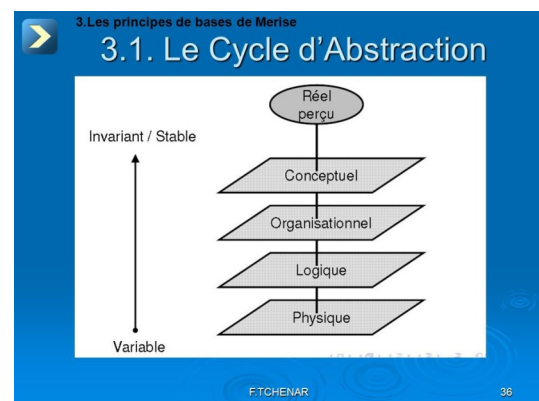 3.Les principes de bases de Merise
3.1. Le Cycle d’Abstraction
Réel
perçu
Invariant / Stable
Conceptuel
Organisationnel
Logique
Physique
Variable
F.TCHENAR
36